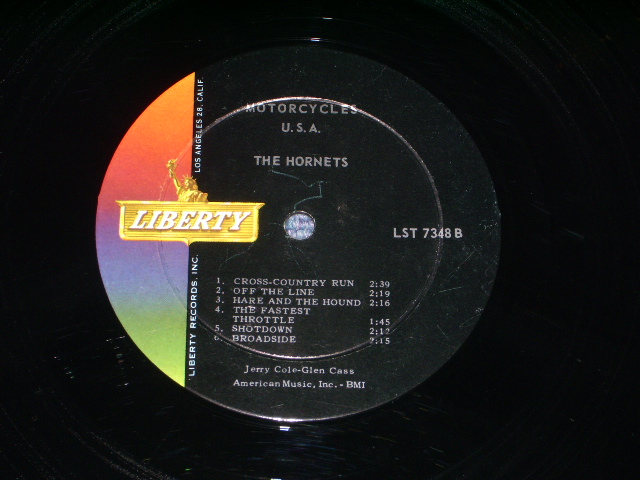 MOTORCYCLES
U.S.A.
THE HORNETS
LOS ANGELES 28, CALIF.
LIBERTY
LIBERTY RECORDS, INC.
LST 7348 B
1. CROSS-COUNTRY RUN 2:39
2. OFF THE LINE 2:19
3. HARE AND THE HOUND 2:16
4. THE FASTEST
THROTTLE 1:45
5. SHOTDOWN 2:12
6. BROADSIDE 2:15
Jerry Cole-Glen Cass
American Music, Inc. - BMI